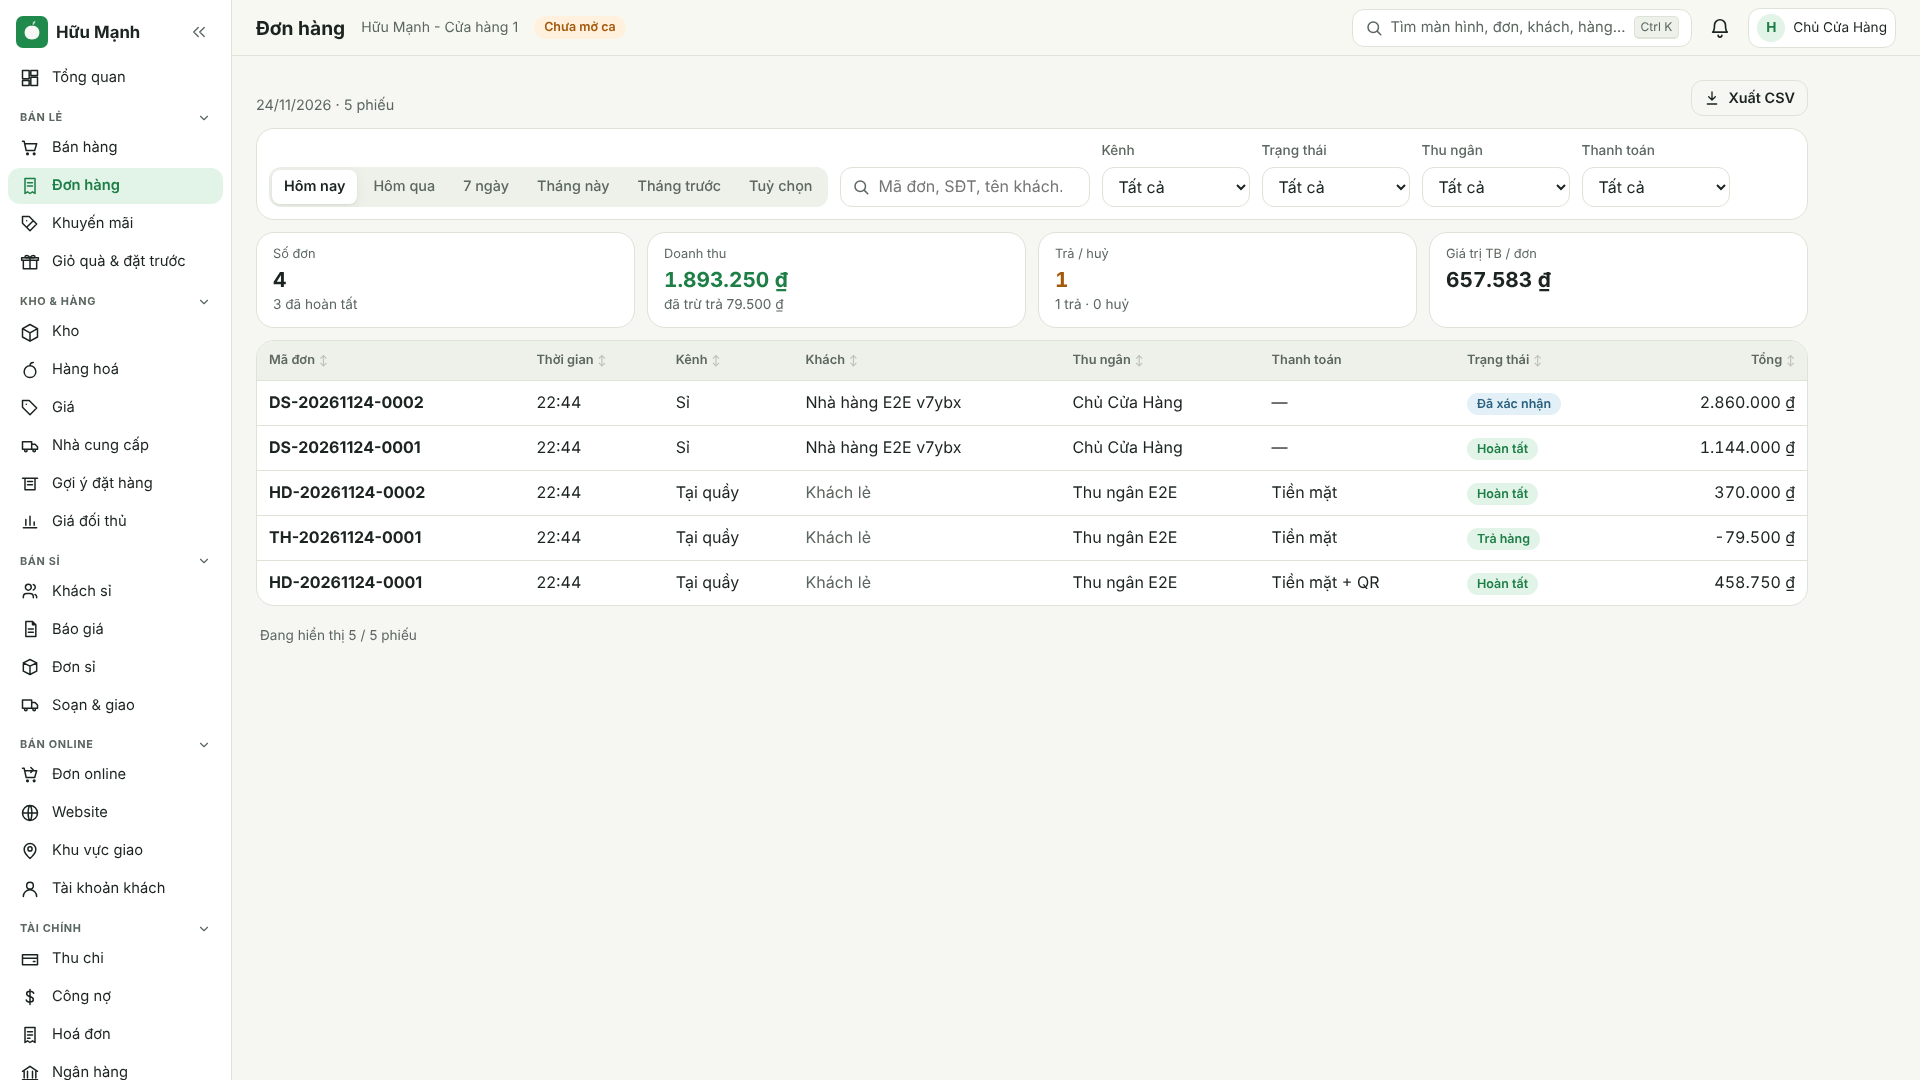 Hữu Mạnh
Tổng quan
BÁN LẺ
Bán hàng
Đơn hàng
Khuyến mãi
Giỏ quà & đặt trước
KHO & HÀNG
Kho
Hàng hoá
Giá
Nhà cung cấp
Gợi ý đặt hàng
Giá đối thủ
BÁN SỈ
Khách sỉ
Báo giá
Đơn sỉ
Soạn & giao
BÁN ONLINE
Đơn online
Website
Khu vực giao
Tài khoản khách
TÀI CHÍNH
Thu chi
Công nợ
Hoá đơn
Ngân hàng
Đơn hàng Hữu Mạnh - Cửa hàng 1 Chưa mở ca Tìm màn hình, đơn, khách, hàng... Ctrl K H Chủ Cửa Hàng
24/11/2026 · 5 phiếu Xuất CSV
Kênh Trạng thái Thu ngân Thanh toán
Hôm nay Hôm qua 7 ngày Tháng này Tháng trước Tuỳ chọn Mã đơn, SĐT, tên khách. Tất cả Tất cả Tất cả Tất cả
Số đơn Doanh thu Trả / huỷ Giá trị TB / đơn
4 1.893.250 ₫ 1 657.583 ₫
3 đã hoàn tất đã trừ trả 79.500 ₫ 1 trả · 0 huỷ
Mã đơn Thời gian Kênh Khách Thu ngân Thanh toán Trạng thái Tổng
DS-20261124-0002 22:44 Sỉ Nhà hàng E2E v7ybx Chủ Cửa Hàng — Đã xác nhận 2.860.000 ₫
DS-20261124-0001 22:44 Sỉ Nhà hàng E2E v7ybx Chủ Cửa Hàng — Hoàn tất 1.144.000 ₫
HD-20261124-0002 22:44 Tại quầy Khách lẻ Thu ngân E2E Tiền mặt Hoàn tất 370.000 ₫
TH-20261124-0001 22:44 Tại quầy Khách lẻ Thu ngân E2E Tiền mặt Trả hàng -79.500 ₫
HD-20261124-0001 22:44 Tại quầy Khách lẻ Thu ngân E2E Tiền mặt + QR Hoàn tất 458.750 ₫
Đang hiển thị 5 / 5 phiếu